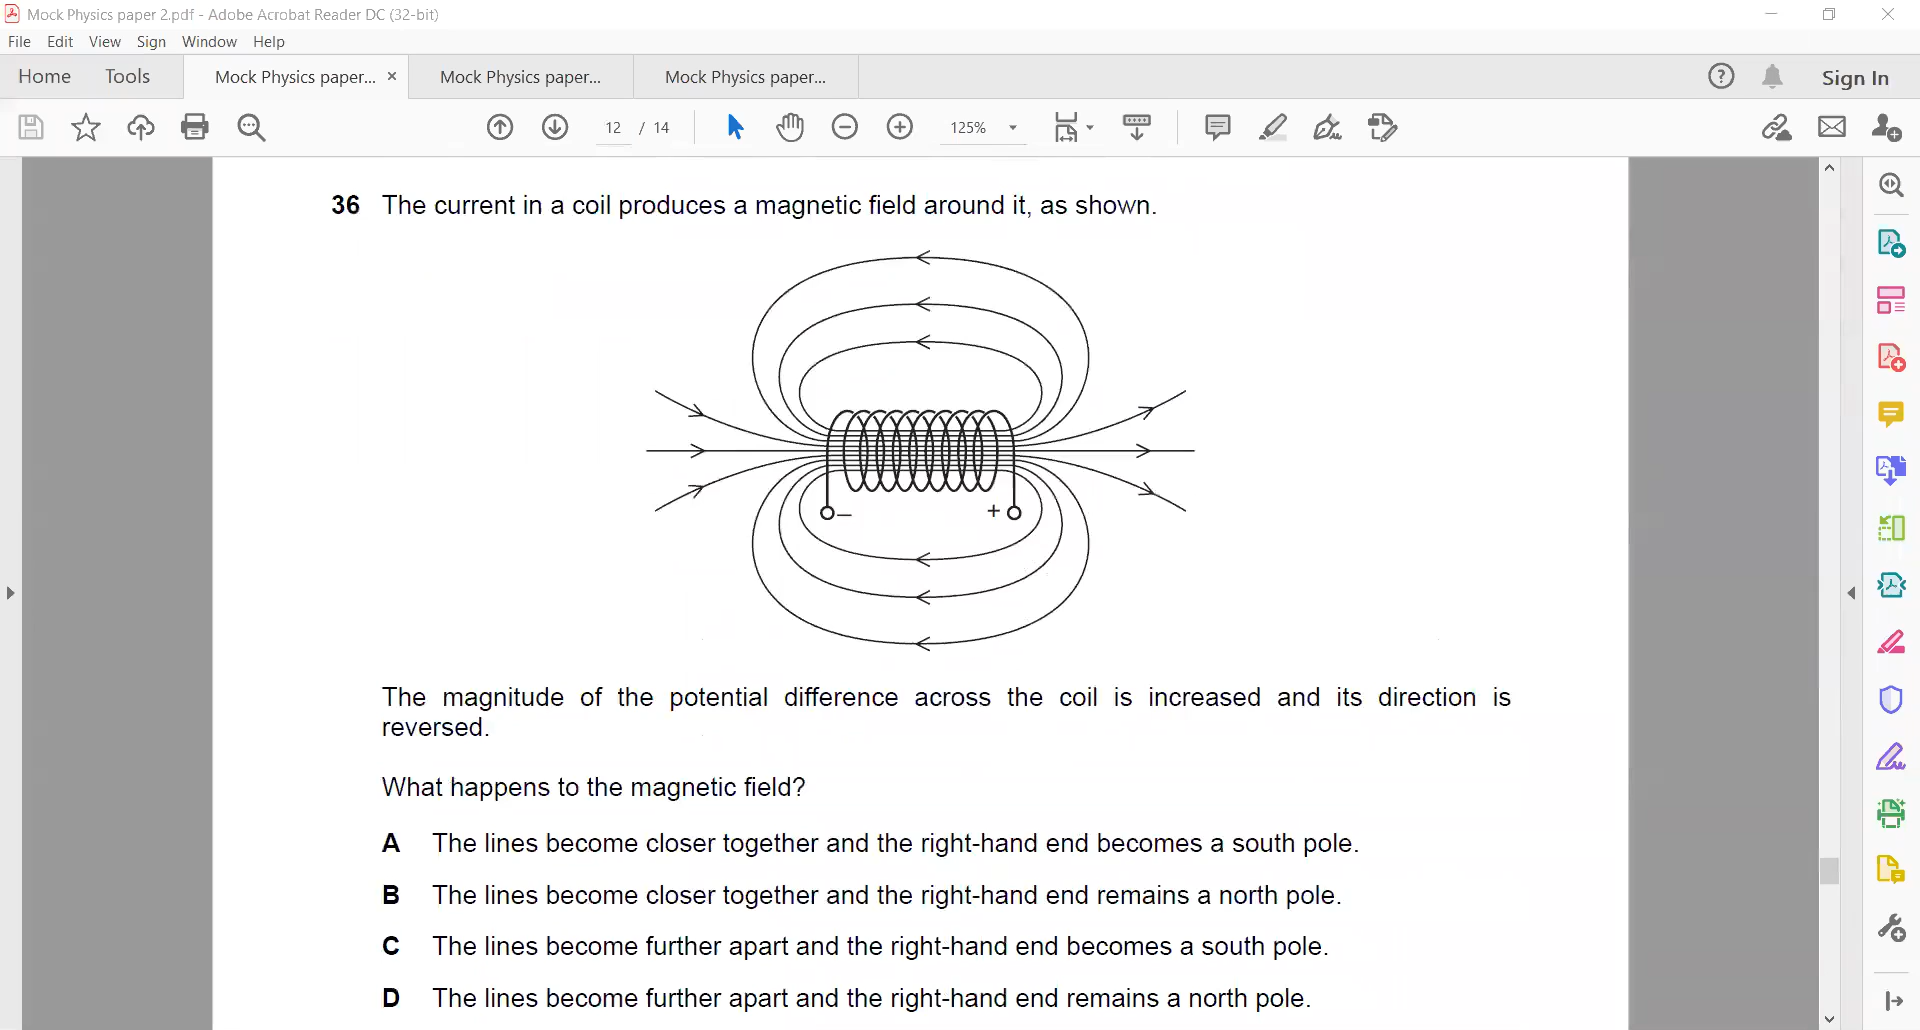 Mock Physics paper 2.pdf - Adobe Acrobat Reader DC (32-bit)
File Edit View Sign Window Help
Home Tools Mock Physics paper... × Mock Physics paper... Mock Physics paper... Sign In
12 / 14 125%
36 The current in a coil produces a magnetic field around it, as shown.
– +
The magnitude of the potential difference across the coil is increased and its direction is
reversed.
What happens to the magnetic field?
A The lines become closer together and the right-hand end becomes a south pole.
B The lines become closer together and the right-hand end remains a north pole.
C The lines become further apart and the right-hand end becomes a south pole.
D The lines become further apart and the right-hand end remains a north pole.